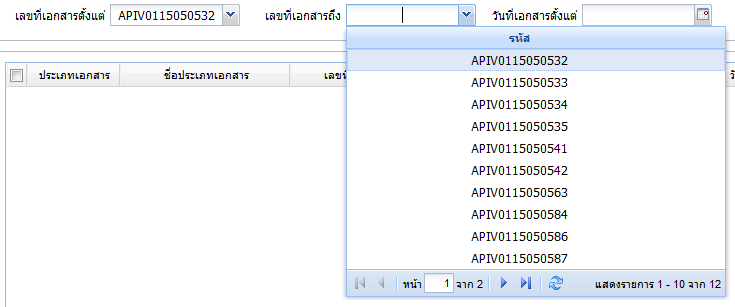 เลขที่เอกสารตั้งแต่ APIV0115050532 เลขที่เอกสารถึง วันที่เอกสารตั้งแต่
รหัส
ประเภทเอกสาร ชื่อประเภทเอกสาร เลขที่
APIV0115050532
APIV0115050533
APIV0115050534
APIV0115050535
APIV0115050541
APIV0115050542
APIV0115050563
APIV0115050584
APIV0115050586
APIV0115050587
หน้า 1 จาก 2 แสดงรายการ 1 - 10 จาก 12